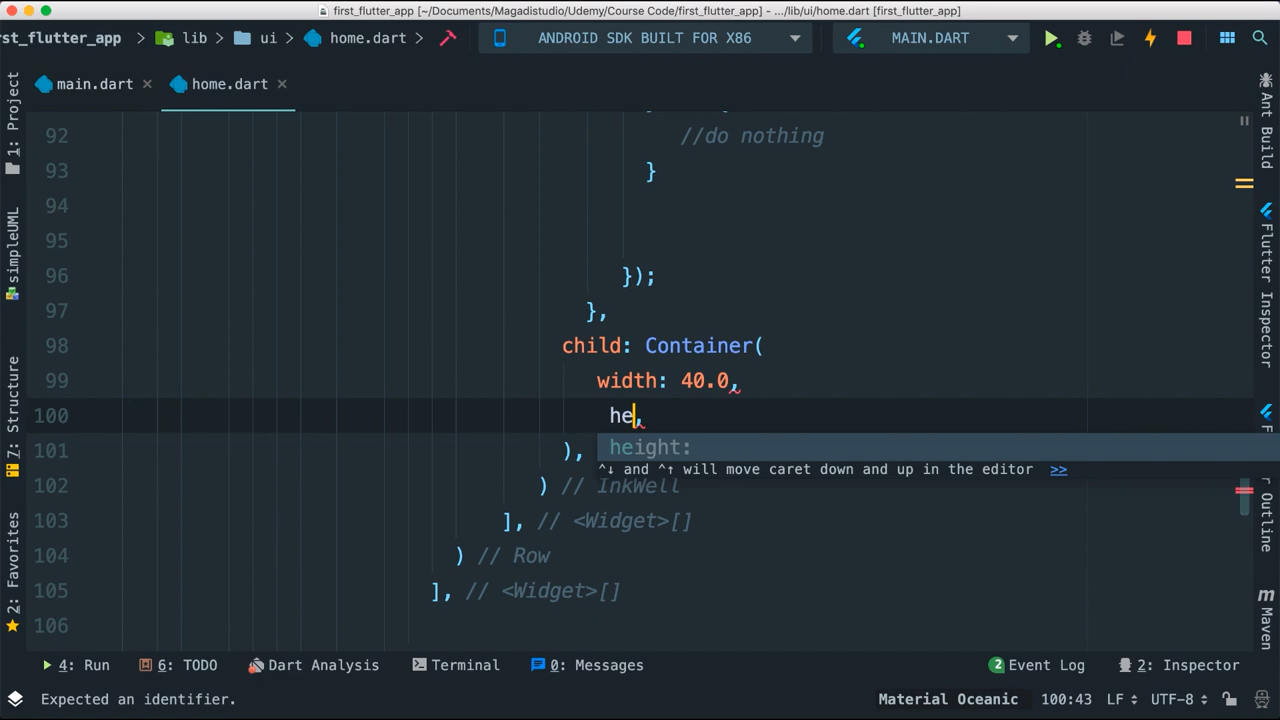 first_flutter_app [~/Documents/Magadistudio/Udemy/Course Code/first_flutter_app] - .../lib/ui/home.dart [first_flutter_app]
rst_flutter_app lib ui home.dart ANDROID SDK BUILT FOR X86 MAIN.DART
main.dart home.dart
1: Project
simpleUML
7: Structure
2: Favorites
92 //do nothing
93 }
94
95
96 });
97 },
98 child: Container(
99 width: 40.0,
100 he,
height:
^↓ and ^↑ will move caret down and up in the editor >>
101 ),
102 ) // InkWell
103 ], // <Widget>[]
104 ) // Row
105 ], // <Widget>[]
106
Ant Build
Flutter Inspector
F
r Outline
m Maven
4: Run 6: TODO Dart Analysis Terminal 0: Messages 2 Event Log 2: Inspector
Expected an identifier. Material Oceanic 100:43 LF UTF-8